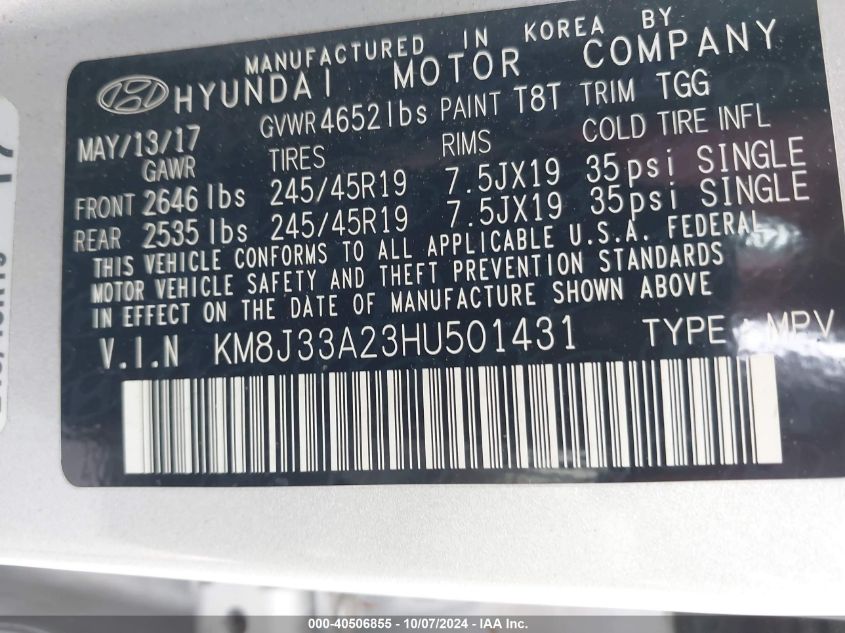 MANUFACTURED IN KOREA BY
HYUNDAI MOTOR COMPANY
MAY/13/17 GVWR 4652 lbs PAINT T8T TRIM TGG
GAWR TIRES RIMS COLD TIRE INFL
FRONT 2646 lbs 245/45R19 7.5JX19 35psi SINGLE
REAR 2535 lbs 245/45R19 7.5JX19 35psi SINGLE
THIS VEHICLE CONFORMS TO ALL APPLICABLE U.S.A. FEDERAL
MOTOR VEHICLE SAFETY AND THEFT PREVENTION STANDARDS
IN EFFECT ON THE DATE OF MANUFACTURE SHOWN ABOVE
V.I.N KM8J33A23HU501431 TYPE : MPV
000-40506855 - 10/07/2024 - IAA Inc.